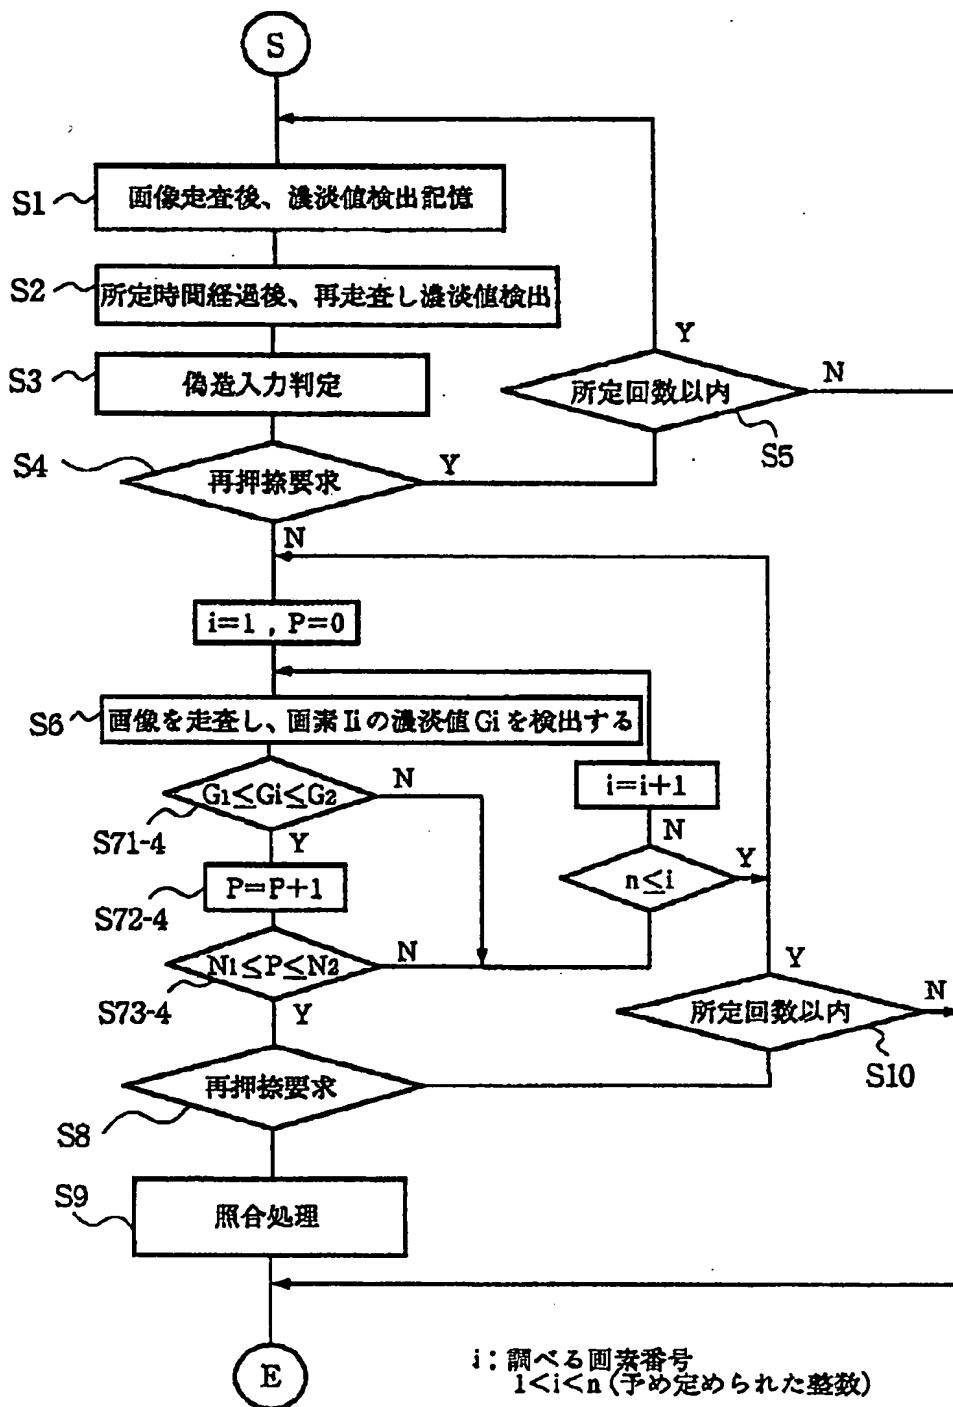 S
S1
画像走査後、濃淡値検出記憶
S2
所定時間経過後、再走査し濃淡値検出
Y
S3
偽造入力判定
所定回数以内
N
S5
S4
再押捺要求
Y
N
i=1 , P=0
S6
画像を走査し、画素Iiの濃淡値Giを検出する
G1≤Gi≤G2
N
i=i+1
S71-4
Y
N
n≤i
Y
P=P+1
S72-4
N1≤P≤N2
N
Y
S73-4
Y
所定回数以内
N
S10
再押捺要求
S8
S9
照合処理
E
i:調べる画素番号
1<i<n(予め定められた整数)